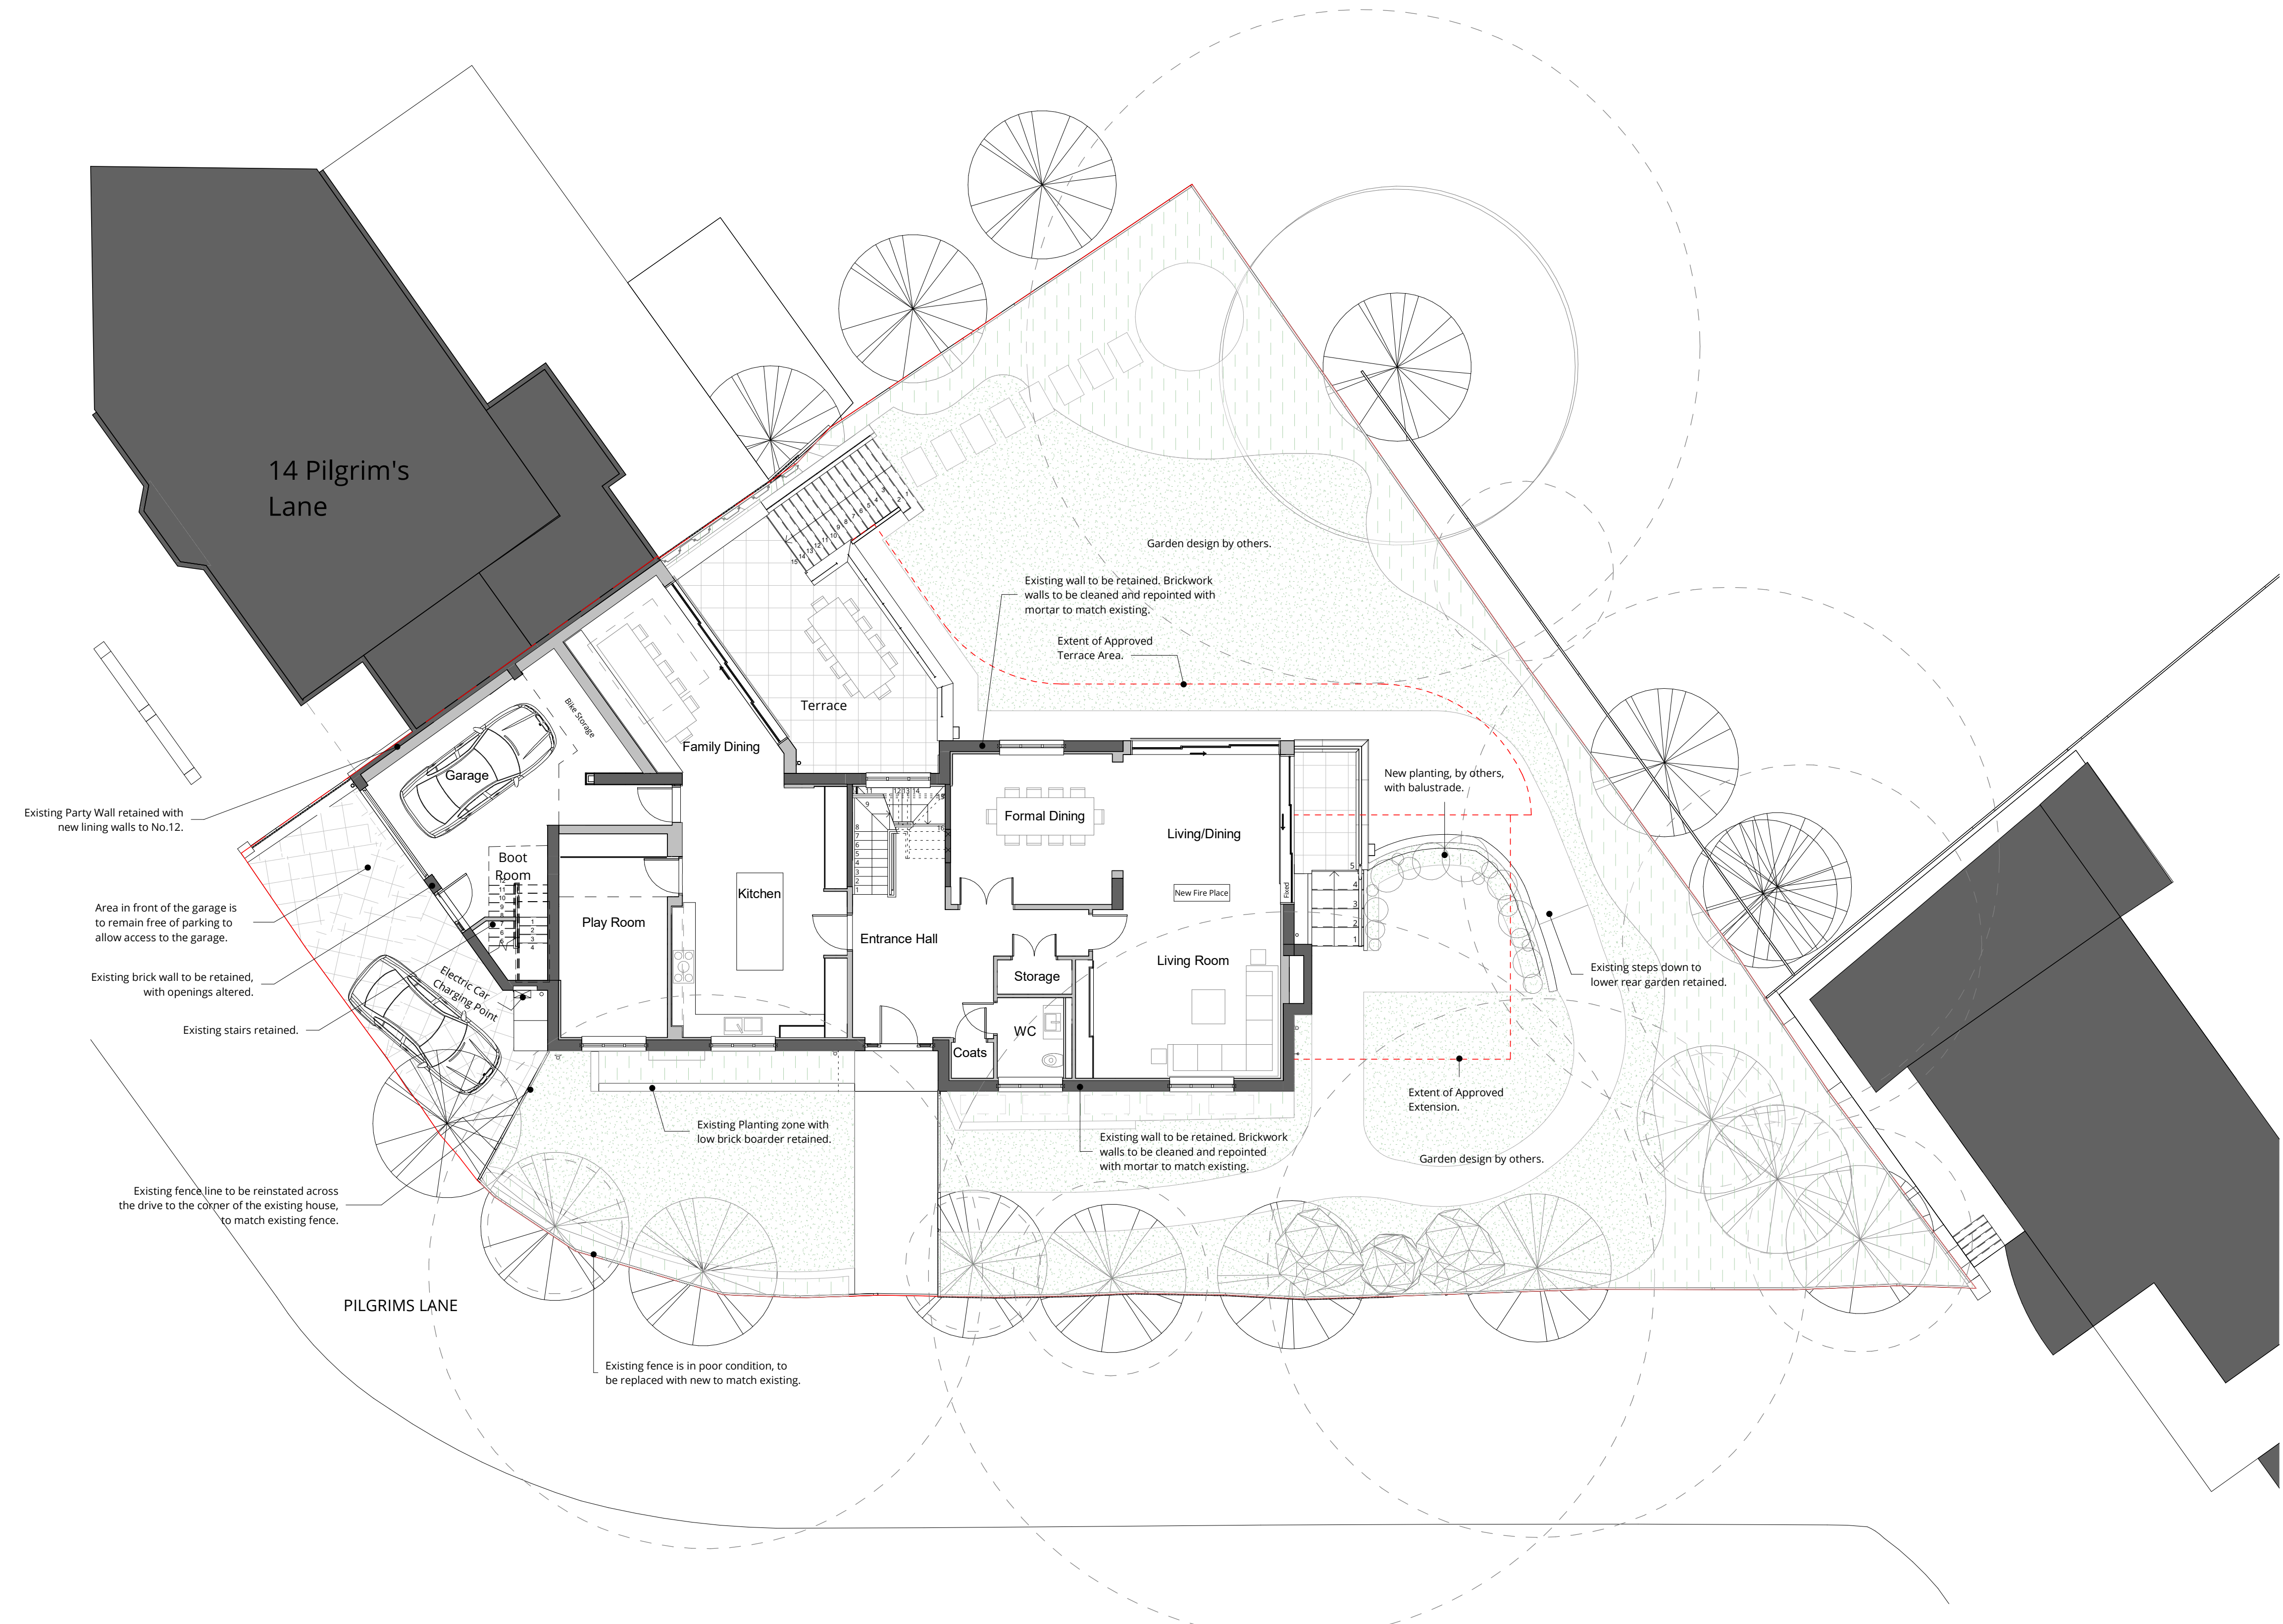 14 Pilgrim's
Lane
Garden design by others.
Existing wall to be retained. Brickwork
walls to be cleaned and repointed with
mortar to match existing.
Extent of Approved
Terrace Area.
Terrace
Bike Storage
Family Dining
Garage
Existing Party Wall retained with
new lining walls to No.12.
Formal Dining
Living/Dining
New planting, by others,
with balustrade.
Boot
Room
Kitchen
New Fire Place
Fixed
Play Room
Area in front of the garage is
to remain free of parking to
allow access to the garage.
Entrance Hall
Living Room
Storage
Existing brick wall to be retained,
with openings altered.
Electric Car
Charging Point
Existing steps down to
lower rear garden retained.
Existing stairs retained.
WC
Coats
Extent of Approved
Extension.
Existing Planting zone with
low brick boarder retained.
Existing wall to be retained. Brickwork
walls to be cleaned and repointed
with mortar to match existing.
Garden design by others.
Existing fence line to be reinstated across
the drive to the corner of the existing house,
to match existing fence.
PILGRIMS LANE
Existing fence is in poor condition, to
be replaced with new to match existing.